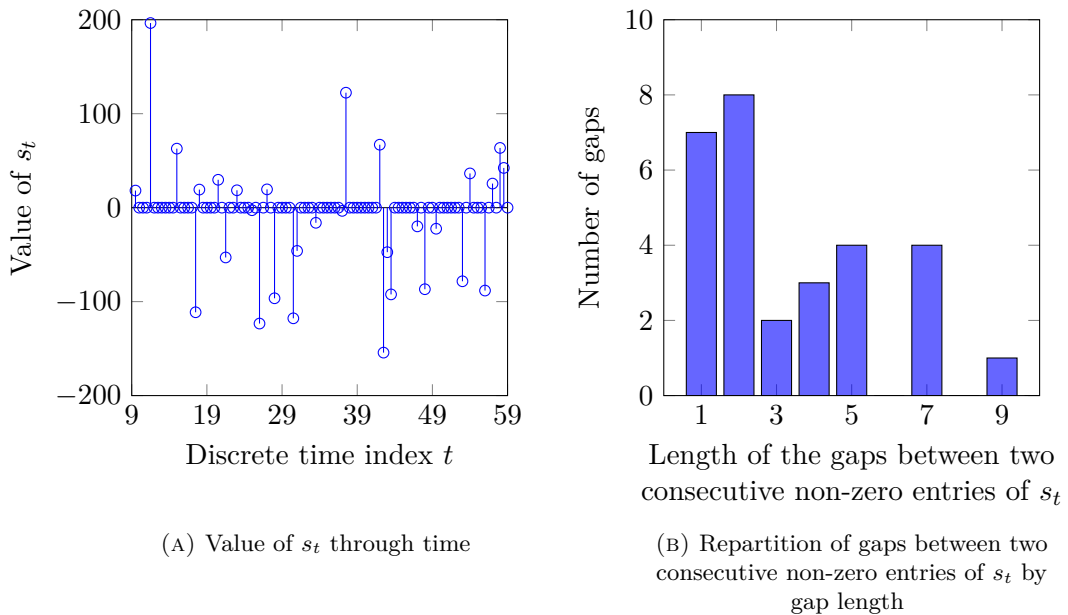 200
100
0
−100
−200
9 19 29 39 49 59
Value of s_t
Discrete time index t
(A) Value of s_t through time
10
8
6
4
2
0
1 3 5 7 9
Number of gaps
Length of the gaps between two
consecutive non-zero entries of s_t
(B) Repartition of gaps between two
consecutive non-zero entries of s_t by
gap length